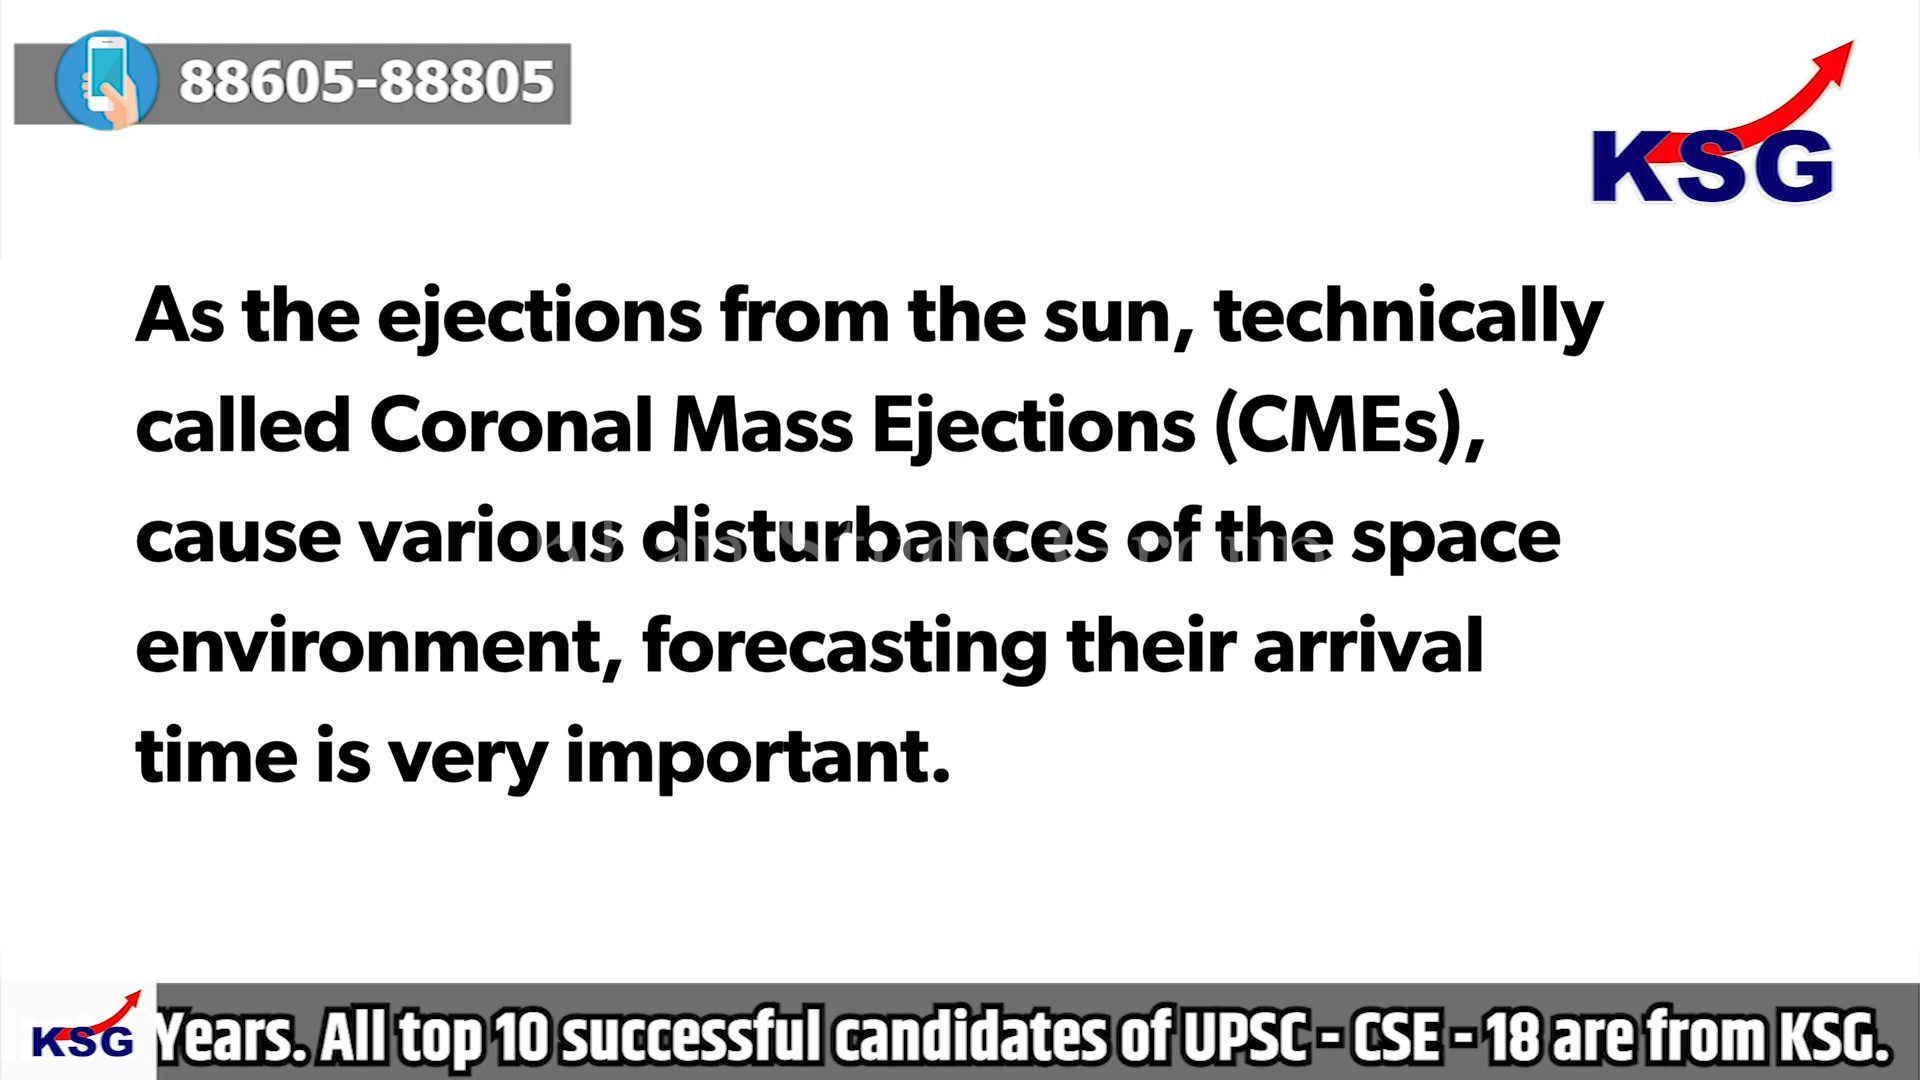 88605-88805
KSG
As the ejections from the sun, technically
called Coronal Mass Ejections (CMEs),
cause various disturbances of the space
environment, forecasting their arrival
time is very important.
KSG
Years. All top 10 successful candidates of UPSC - CSE - 18 are from KSG.